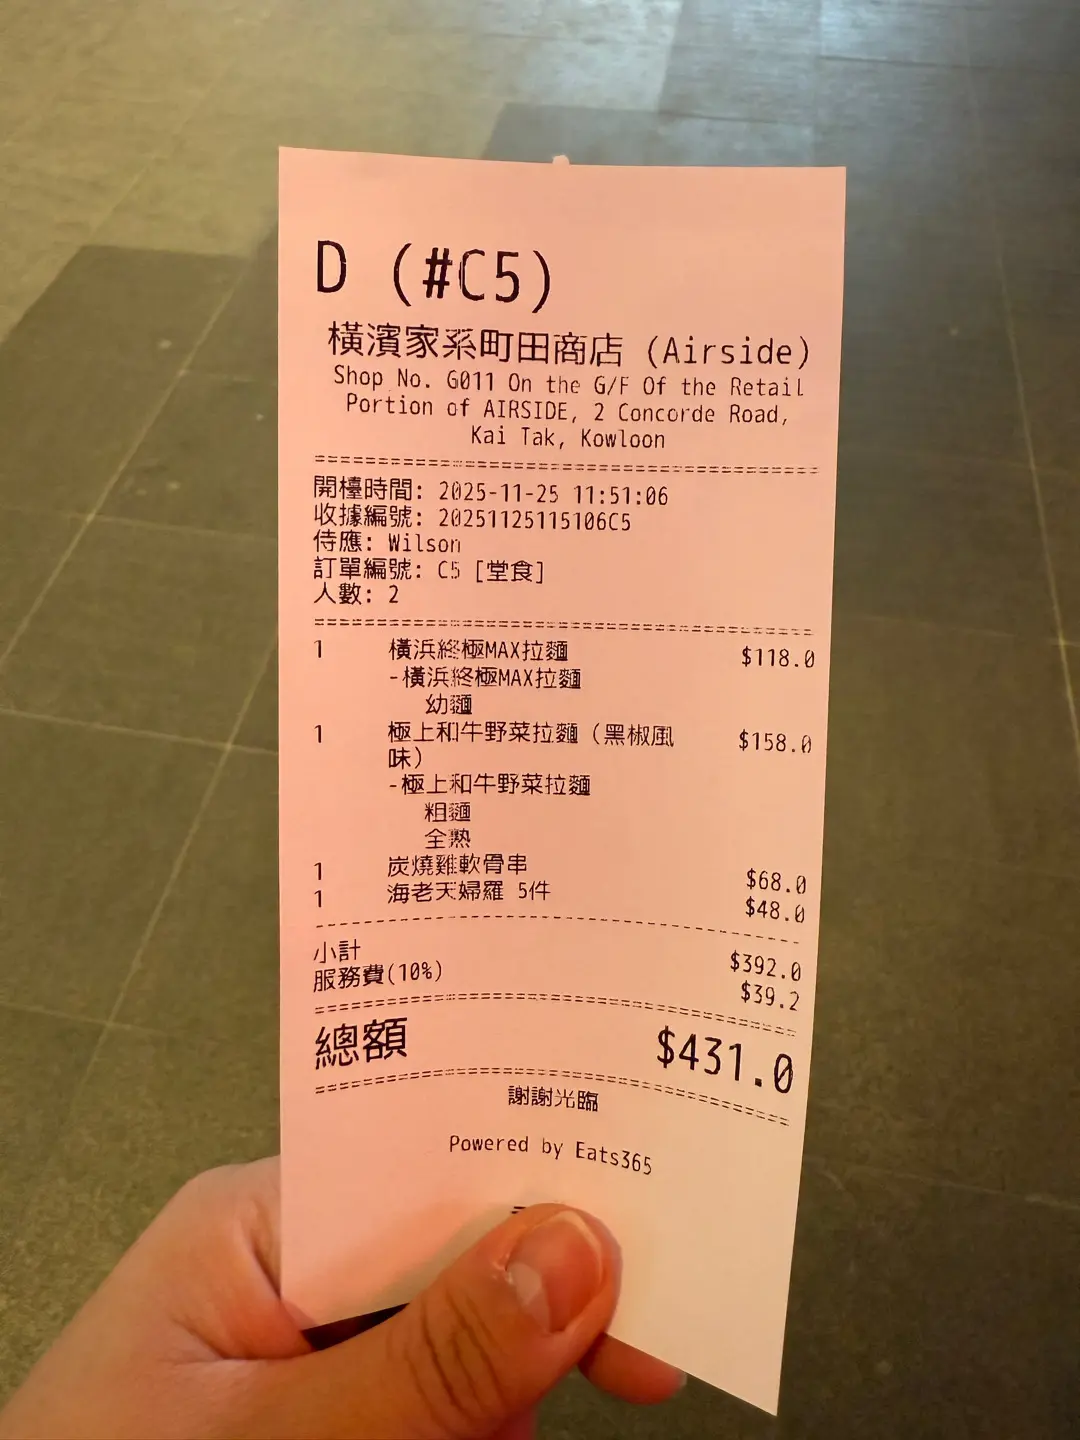 D (#C5)
橫濱家系町田商店 (Airside)
Shop No. G011 On the G/F Of the Retail
Portion of AIRSIDE, 2 Concorde Road,
Kai Tak, Kowloon
開檯時間: 2025-11-25 11:51:06
收據編號: 20251125115106C5
侍應: Wilson
訂單編號: C5 [堂食]
人數: 2
1 橫浜終極MAX拉麵 $118.0
-橫浜終極MAX拉麵
幼麵
1 極上和牛野菜拉麵 (黑椒風 $158.0
味)
-極上和牛野菜拉麵
粗麵
全熟
1 炭燒雞軟骨串 $68.0
1 海老天婦羅 5件 $48.0
小計 $392.0
服務費(10%) $39.2
總額 $431.0
謝謝光臨
Powered by Eats365